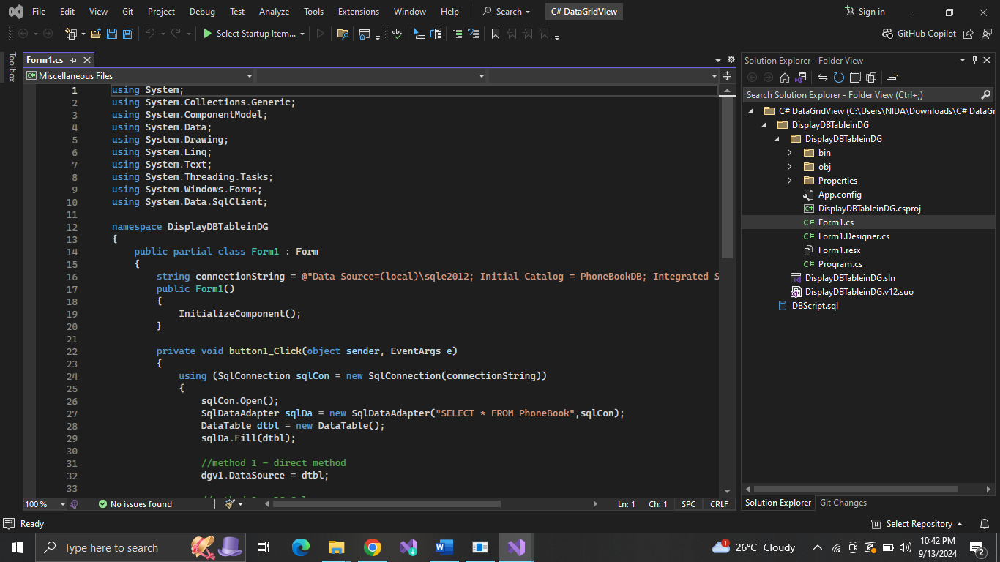 File Edit View Git Project Debug Test Analyze Tools Extensions Window Help Search C# DataGridView Sign in
Select Startup Item... abc GitHub Copilot
Toolbox
Form1.cs
Miscellaneous Files
1 using System;
2 using System.Collections.Generic;
3 using System.ComponentModel;
4 using System.Data;
5 using System.Drawing;
6 using System.Linq;
7 using System.Text;
8 using System.Threading.Tasks;
9 using System.Windows.Forms;
10 using System.Data.SqlClient;
11
12 namespace DisplayDBTableinDG
13 {
14 public partial class Form1 : Form
15 {
16 string connectionString = @"Data Source=(local)\sqle2012; Initial Catalog = PhoneBookDB; Integrated S
17 public Form1()
18 {
19 InitializeComponent();
20 }
21
22 private void button1_Click(object sender, EventArgs e)
23 {
24 using (SqlConnection sqlCon = new SqlConnection(connectionString))
25 {
26 sqlCon.Open();
27 SqlDataAdapter sqlDa = new SqlDataAdapter("SELECT * FROM PhoneBook",sqlCon);
28 DataTable dtbl = new DataTable();
29 sqlDa.Fill(dtbl);
30
31 //method 1 - direct method
32 dgv1.DataSource = dtbl;
33
100 % No issues found Ln: 1 Ch: 1 SPC CRLF
Solution Explorer - Folder View
Search Solution Explorer - Folder View (Ctrl+;)
C# DataGridView (C:\Users\NIDA\Downloads\C# DataGr
DisplayDBTableinDG
DisplayDBTableinDG
bin
obj
Properties
App.config
C# DisplayDBTableinDG.csproj
C# Form1.cs
C# Form1.Designer.cs
Form1.resx
C# Program.cs
DisplayDBTableinDG.sln
DisplayDBTableinDG.v12.suo
DBScript.sql
Solution Explorer Git Changes
Ready Select Repository
Type here to search 1 26°C Cloudy 10:42 PM
9/13/2024 2